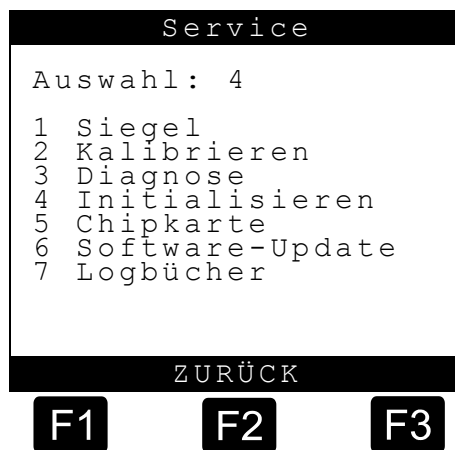 Service
Auswahl: 4
1 Siegel
2 Kalibrieren
3 Diagnose
4 Initialisieren
5 Chipkarte
6 Software-Update
7 Logbücher
ZURÜCK
F1 F2 F3